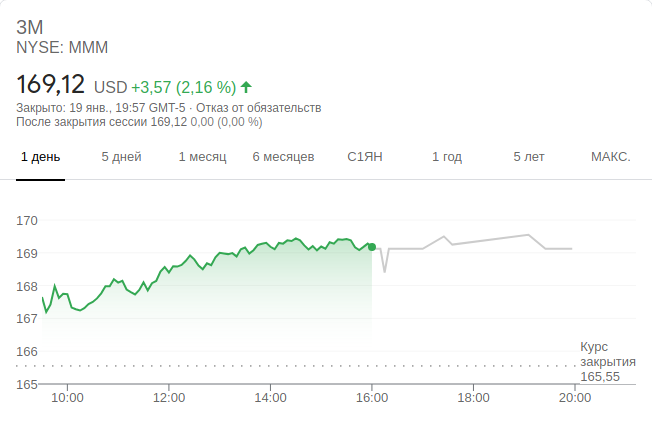 3M
NYSE: MMM
169,12 USD +3,57 (2,16 %)
Закрыто: 19 янв., 19:57 GMT-5 · Отказ от обязательств
После закрытия сессии 169,12 0,00 (0,00 %)
1 день 5 дней 1 месяц 6 месяцев С1ЯН 1 год 5 лет МАКС.
170
169
168
167
166
Курс
закрытия
165,55
165
10:00 12:00 14:00 16:00 18:00 20:00